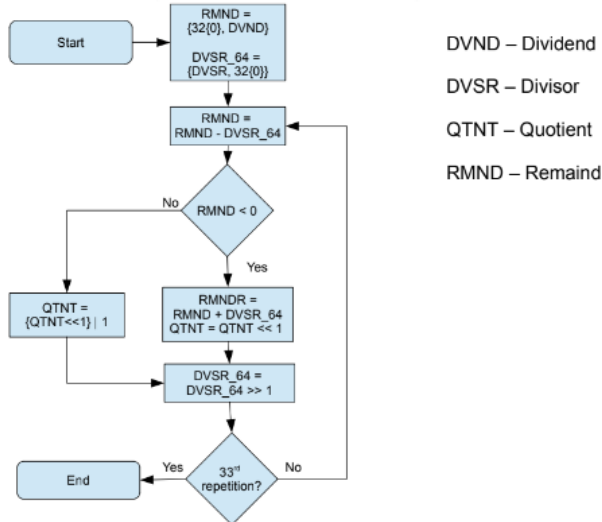 Start
RMND =
{32{0}, DVND}
DVSR_64 =
{DVSR, 32{0}}
RMND =
RMND - DVSR_64
RMND < 0
No
Yes
QTNT =
{QTNT<<1} | 1
RMNDR =
RMND + DVSR_64
QTNT = QTNT << 1
DVSR_64 =
DVSR_64 >> 1
33rd
repetition?
Yes
No
End
DVND – Dividend
DVSR – Divisor
QTNT – Quotient
RMND – Remaind